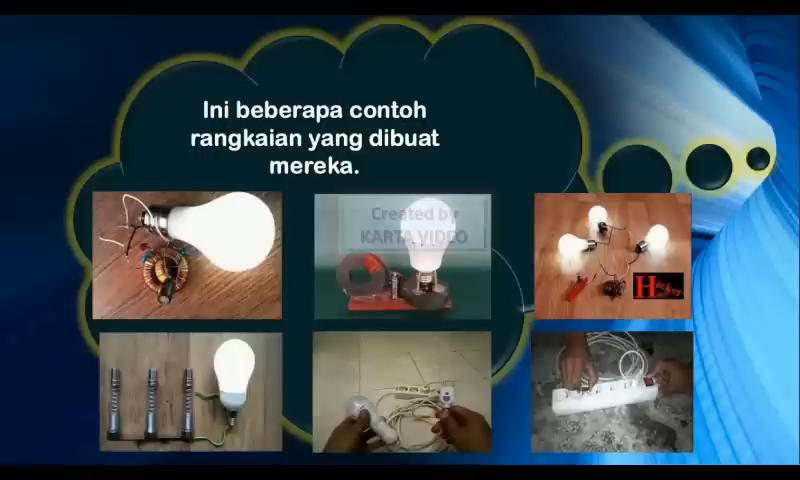 Ini beberapa contoh
rangkaian yang dibuat
mereka.
Created by
KARTA VIDEO